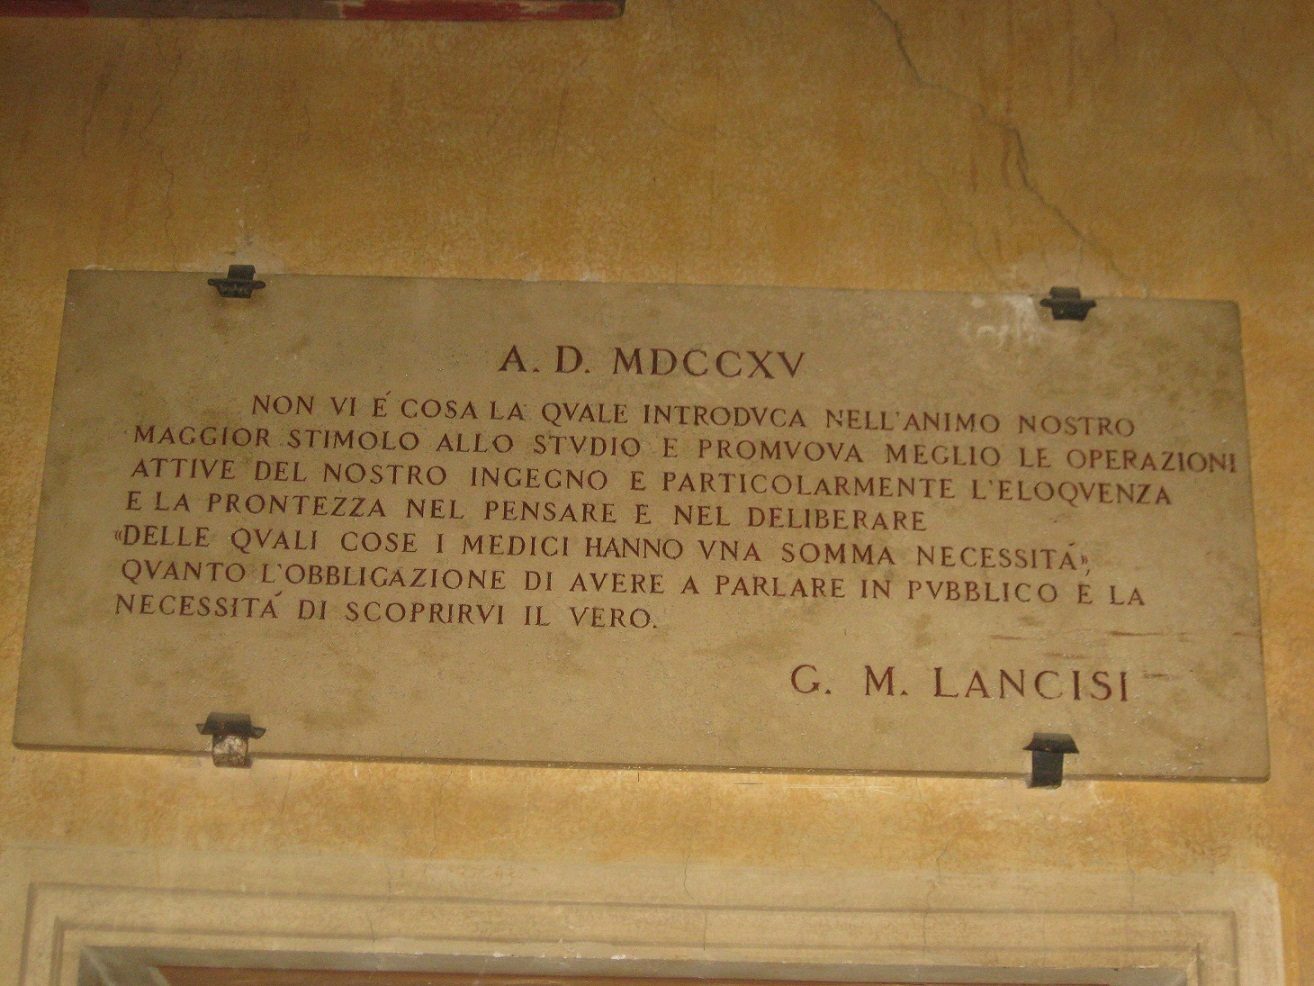 A. D. MDCCXV
NON VI É COSA LA QVALE INTRODVCA NELL'ANIMO NOSTRO
MAGGIOR STIMOLO ALLO STVDIO E PROMVOVA MEGLIO LE OPERAZIONI
ATTIVE DEL NOSTRO INGEGNO E PARTICOLARMENTE L'ELOQVENZA
E LA PRONTEZZA NEL PENSARE E NEL DELIBERARE
«DELLE QVALI COSE I MEDICI HANNO VNA SOMMA NECESSITÁ»,
QVANTO L'OBBLIGAZIONE DI AVERE A PARLARE IN PVBBLICO E LA
NECESSITÁ DI SCOPRIRVI IL VERO.
G. M. LANCISI